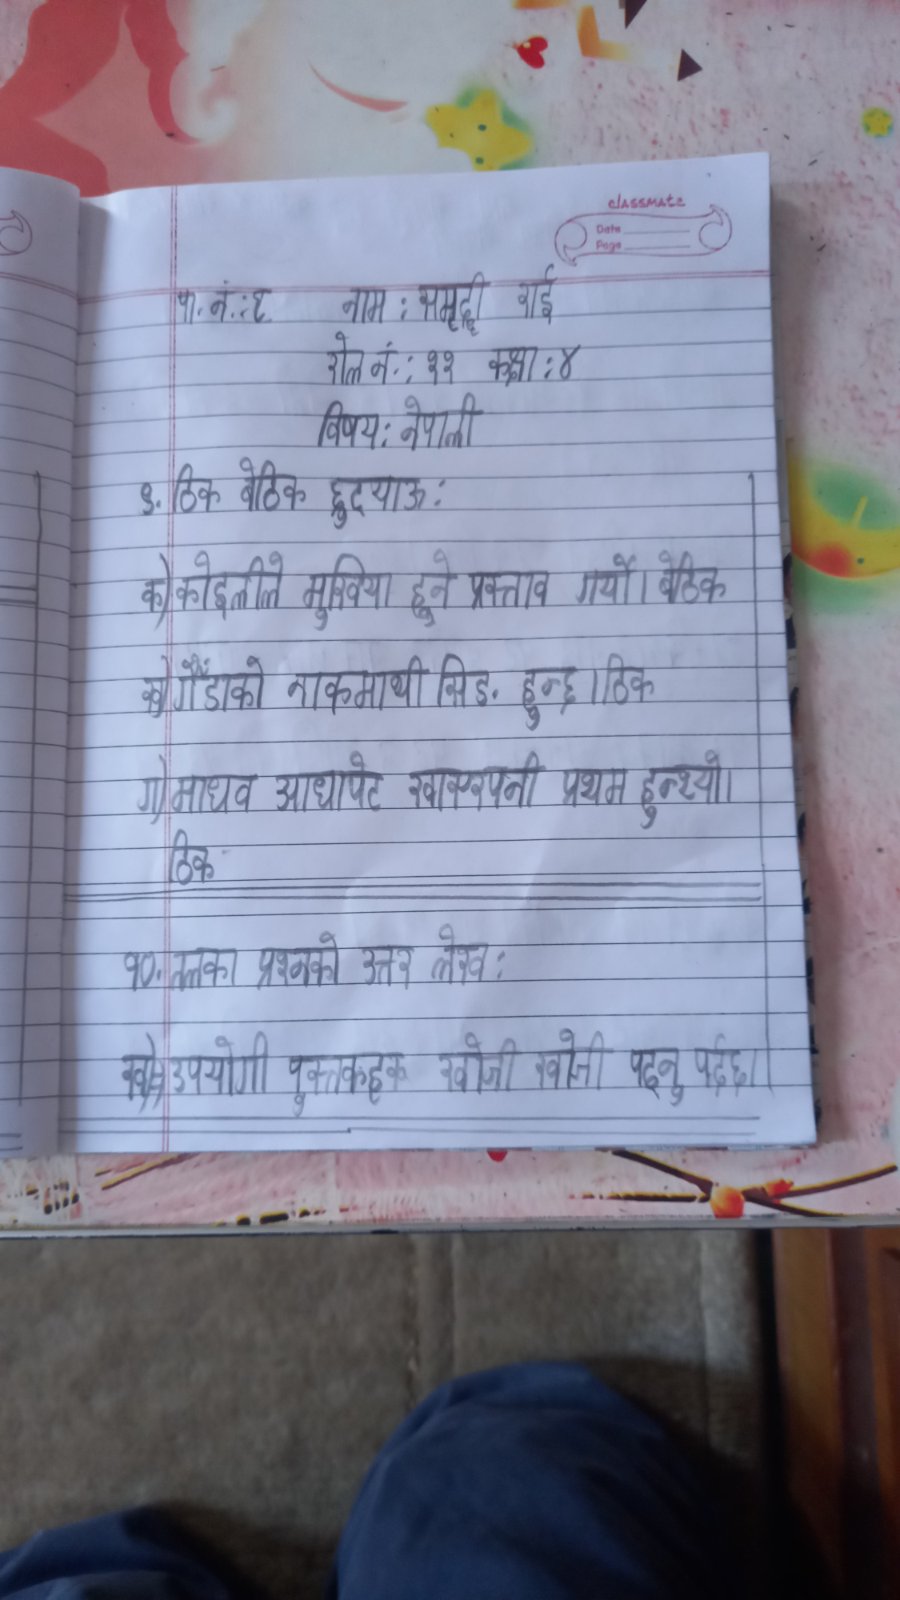 classmate
Date
Page
पा.नं.:८ नाम : समृद्दी राई
रोल नं.: ११ कक्षा : ४
विषय: नेपाली
९. ठिक बेठिक छुट्याऊ:
क) कोइलीले मुखिया हुने प्रस्ताव गर्यो। बेठिक
ख) गैंडाको नाकमाथी सिङ. हुन्छ। ठिक
ग) माधव आधापेट खाएरपनी प्रथम हुन्थ्यो।
ठिक
१०. तलका प्रश्नको उत्तर लेख:
ख) उपयोगी पुस्तकहरू खोजी खोजी पढ्नु पर्दछ।